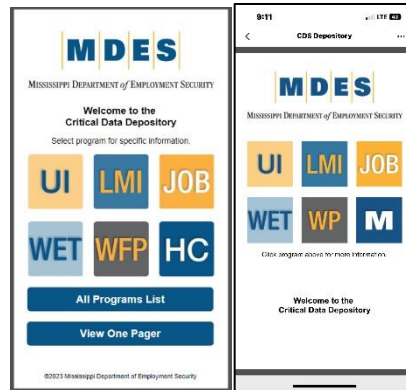 MDES
MISSISSIPPI DEPARTMENT of EMPLOYMENT SECURITY
Welcome to the
Critical Data Depository
Select program for specific information.
UI LMI JOB
WET WFP HC
All Programs List
View One Pager
©2023 Mississippi Department of Employment Security
9:11 LTE
CDS Depository ...
MDES
MISSISSIPPI DEPARTMENT of EMPLOYMENT SECURITY
UI LMI JOB
WET WP M
Click program above for more information.
Welcome to the
Critical Data Depository